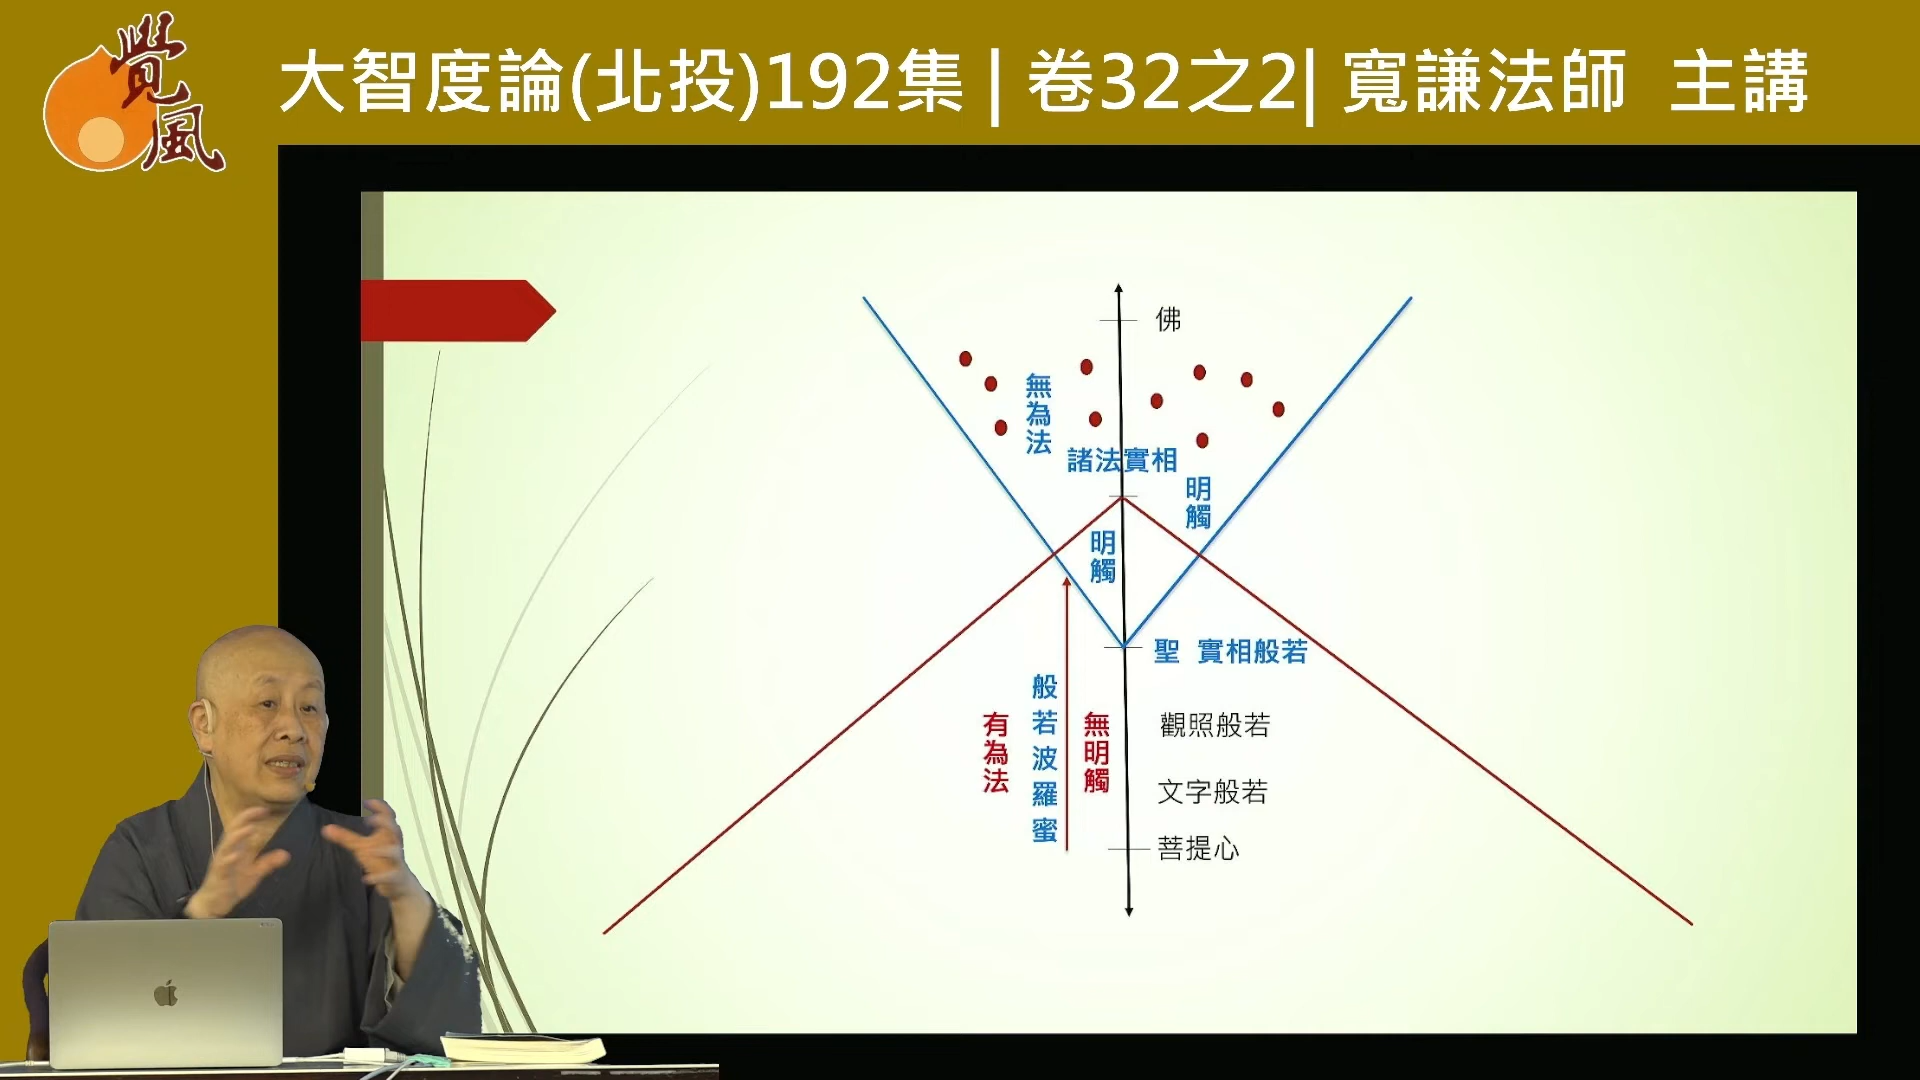 覺風
大智度論(北投)192集 | 卷32之2| 寬謙法師 主講
佛
無為法
諸法實相
明觸
明觸
聖 實相般若
有為法
般若波羅蜜
無明觸
觀照般若
文字般若
菩提心